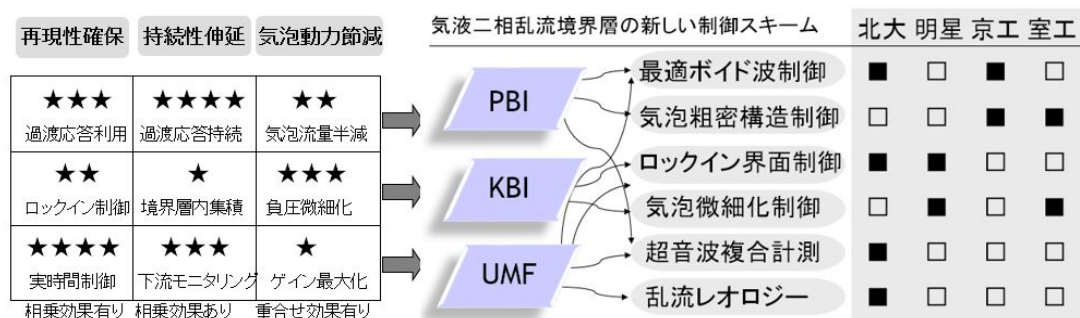 再現性確保 持続性伸延 気泡動力節減
★★★ ★★★★ ★★
過渡応答利用 過渡応答持続 気泡流量半減
★★ ★ ★★★
ロックイン制御 境界層内集積 負圧微細化
★★★★ ★★★ ★
実時間制御 下流モニタリング ゲイン最大化
相乗効果有り 相乗効果あり 重合せ効果有り
気液二相乱流境界層の新しい制御スキーム 北大 明星 京工 室工
PBI
KBI
UMF
最適ボイド波制御 ■ □ ■ □
気泡粗密構造制御 □ □ ■ ■
ロックイン界面制御 ■ ■ □ □
気泡微細化制御 □ ■ □ ■
超音波複合計測 ■ □ □ □
乱流レオロジー ■ □ □ □